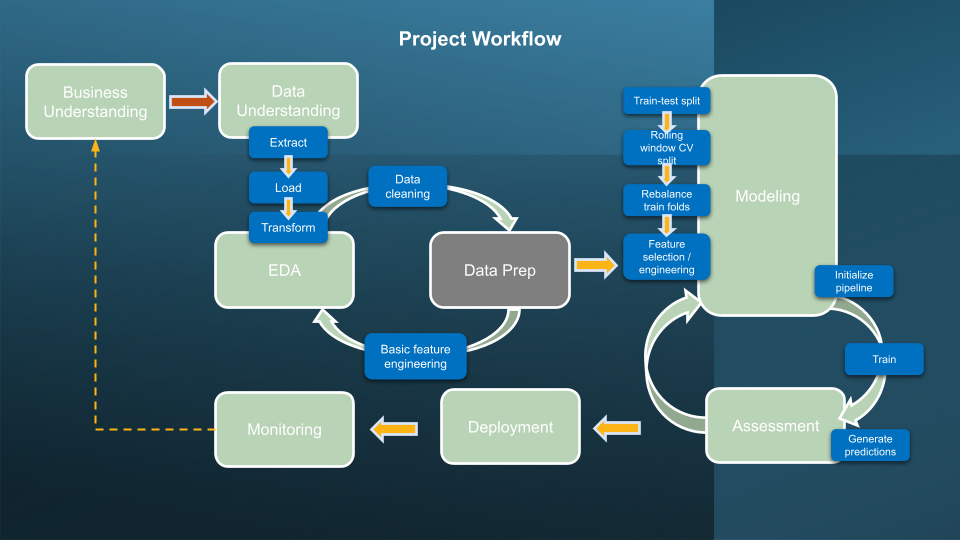 Project Workflow
Business
Understanding
Data
Understanding
Extract
Load
Transform
EDA
Data
cleaning
Data Prep
Basic feature
engineering
Train-test split
Rolling
window CV
split
Rebalance
train folds
Feature
selection /
engineering
Modeling
Initialize
pipeline
Train
Generate
predictions
Assessment
Deployment
Monitoring